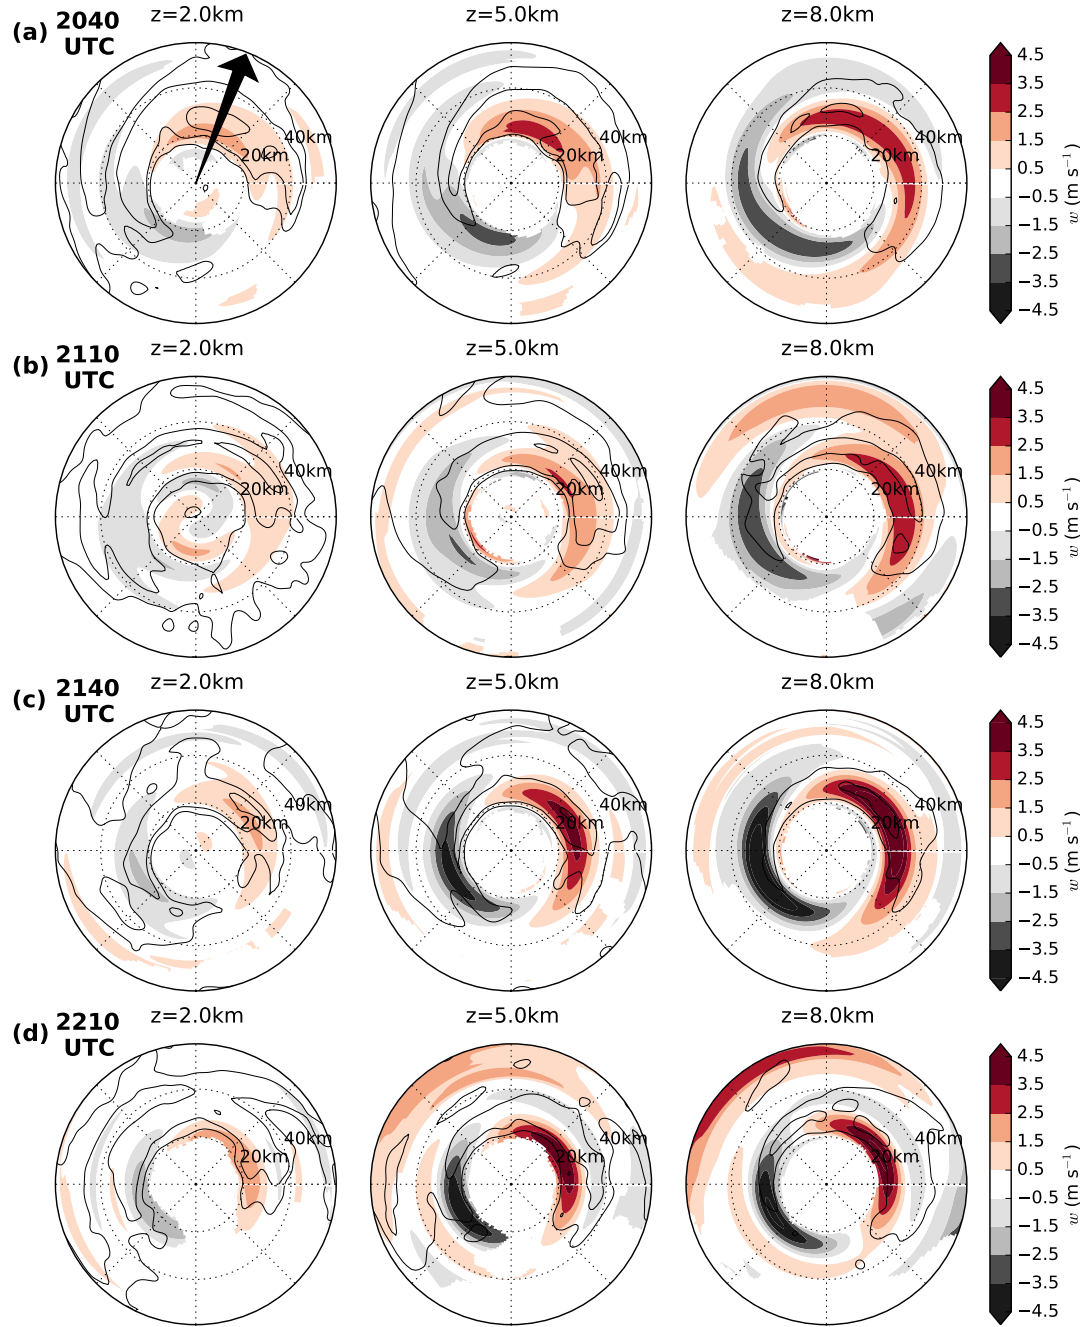 (a) 2040 UTC
z=2.0km z=5.0km z=8.0km
40km 40km 40km
20km 20km 20km
4.5
3.5
2.5
1.5
0.5
−0.5
−1.5
−2.5
−3.5
−4.5
w (m s⁻¹)
(b) 2110 UTC
z=2.0km z=5.0km z=8.0km
40km 40km 40km
20km 20km 20km
4.5
3.5
2.5
1.5
0.5
−0.5
−1.5
−2.5
−3.5
−4.5
w (m s⁻¹)
(c) 2140 UTC
z=2.0km z=5.0km z=8.0km
40km 40km 40km
20km 20km 20km
4.5
3.5
2.5
1.5
0.5
−0.5
−1.5
−2.5
−3.5
−4.5
w (m s⁻¹)
(d) 2210 UTC
z=2.0km z=5.0km z=8.0km
40km 40km 40km
20km 20km 20km
4.5
3.5
2.5
1.5
0.5
−0.5
−1.5
−2.5
−3.5
−4.5
w (m s⁻¹)